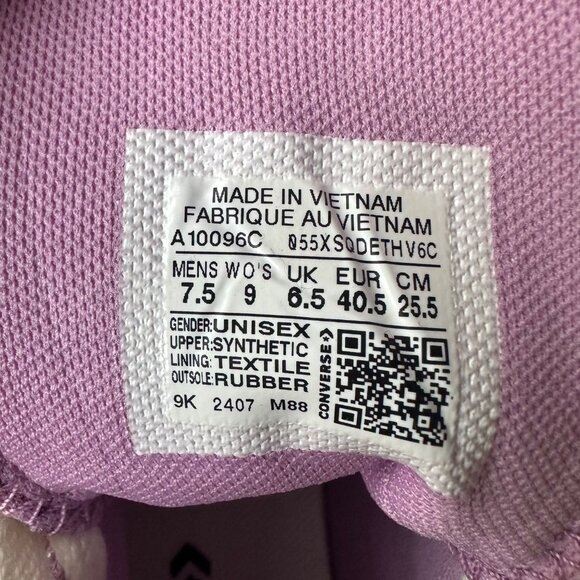 MADE IN VIETNAM
FABRIQUE AU VIETNAM
A10096C 055XSQDETHV6C
MENS WO'S UK EUR CM
7.5 9 6.5 40.5 25.5
GENDER:UNISEX
UPPER:SYNTHETIC
LINING:TEXTILE
OUTSOLE:RUBBER
CONVERSE
9K 2407 M88